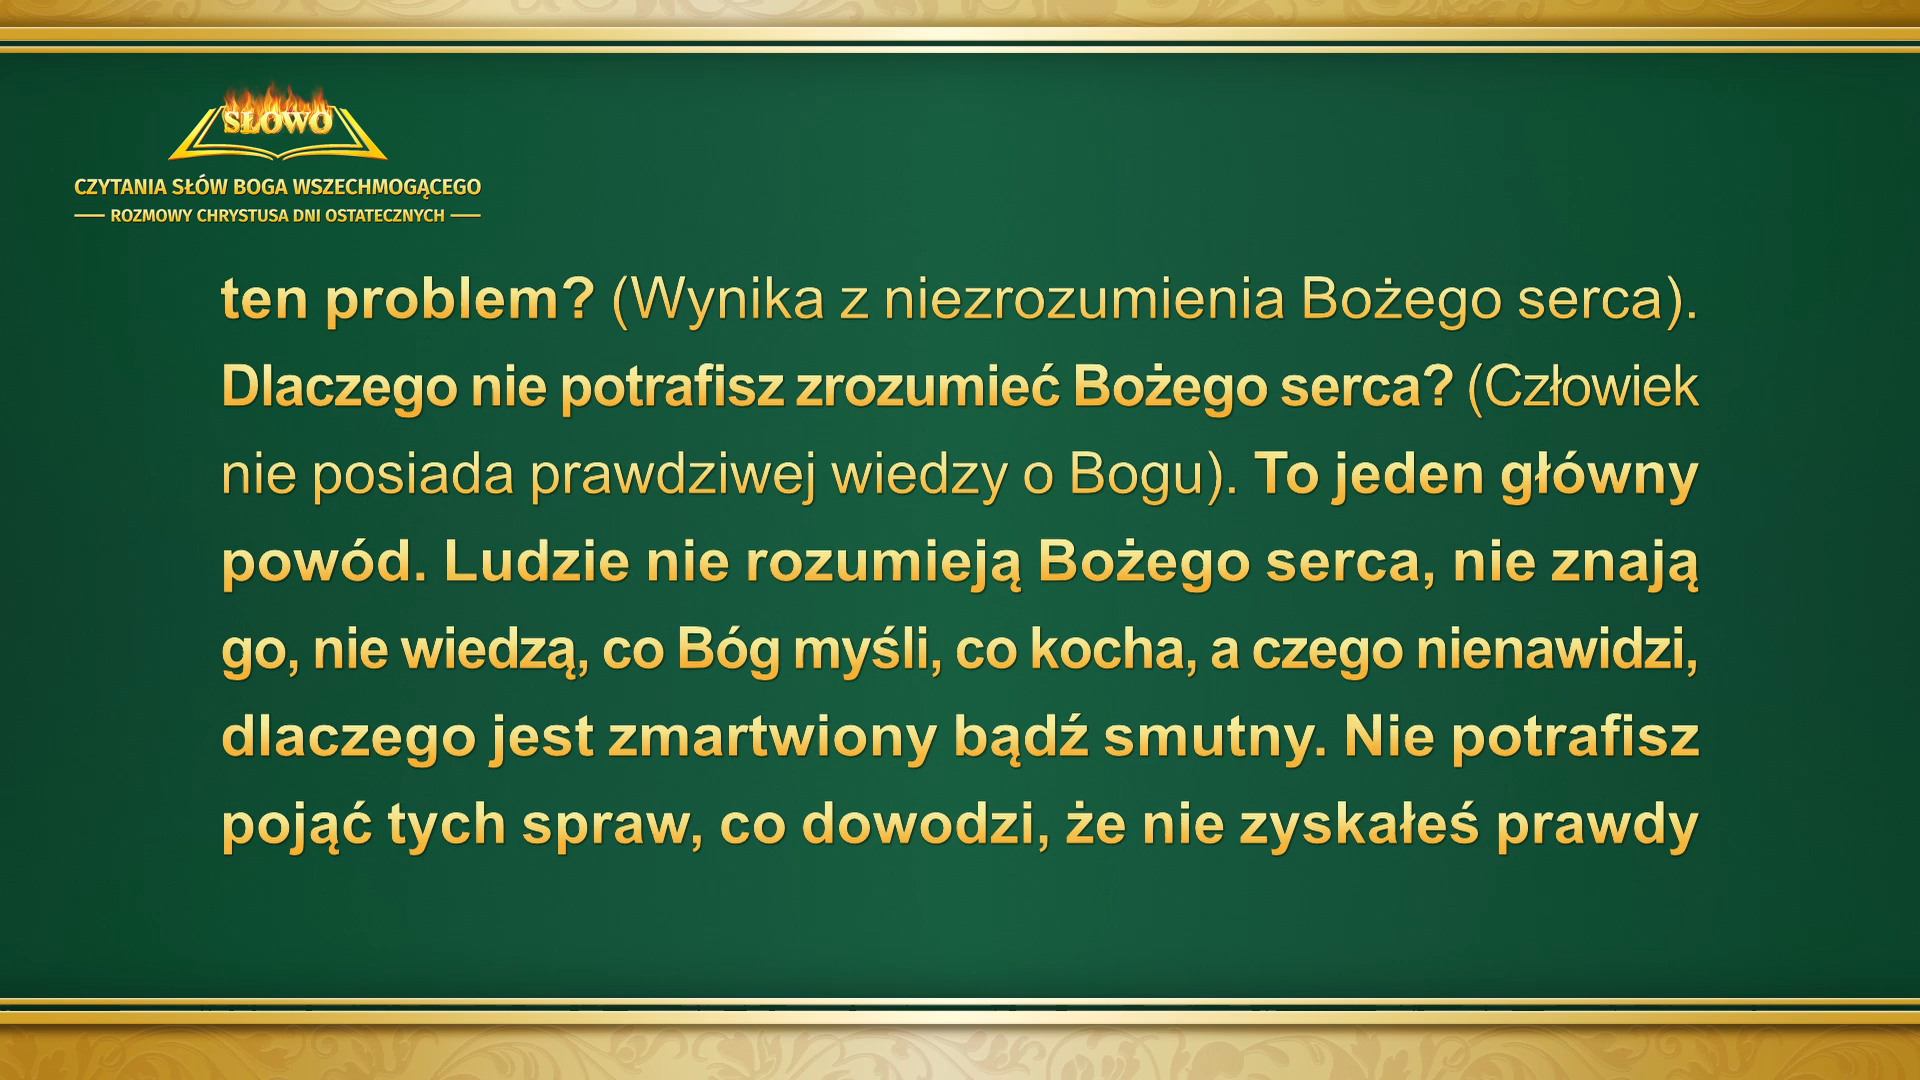 SŁOWO
CZYTANIA SŁÓW BOGA WSZECHMOGĄCEGO
ROZMOWY CHRYSTUSA DNI OSTATECZNYCH
ten problem? (Wynika z niezrozumienia Bożego serca).
Dlaczego nie potrafisz zrozumieć Bożego serca? (Człowiek
nie posiada prawdziwej wiedzy o Bogu). To jeden główny
powód. Ludzie nie rozumieją Bożego serca, nie znają
go, nie wiedzą, co Bóg myśli, co kocha, a czego nienawidzi,
dlaczego jest zmartwiony bądź smutny. Nie potrafisz
pojąć tych spraw, co dowodzi, że nie zyskałeś prawdy